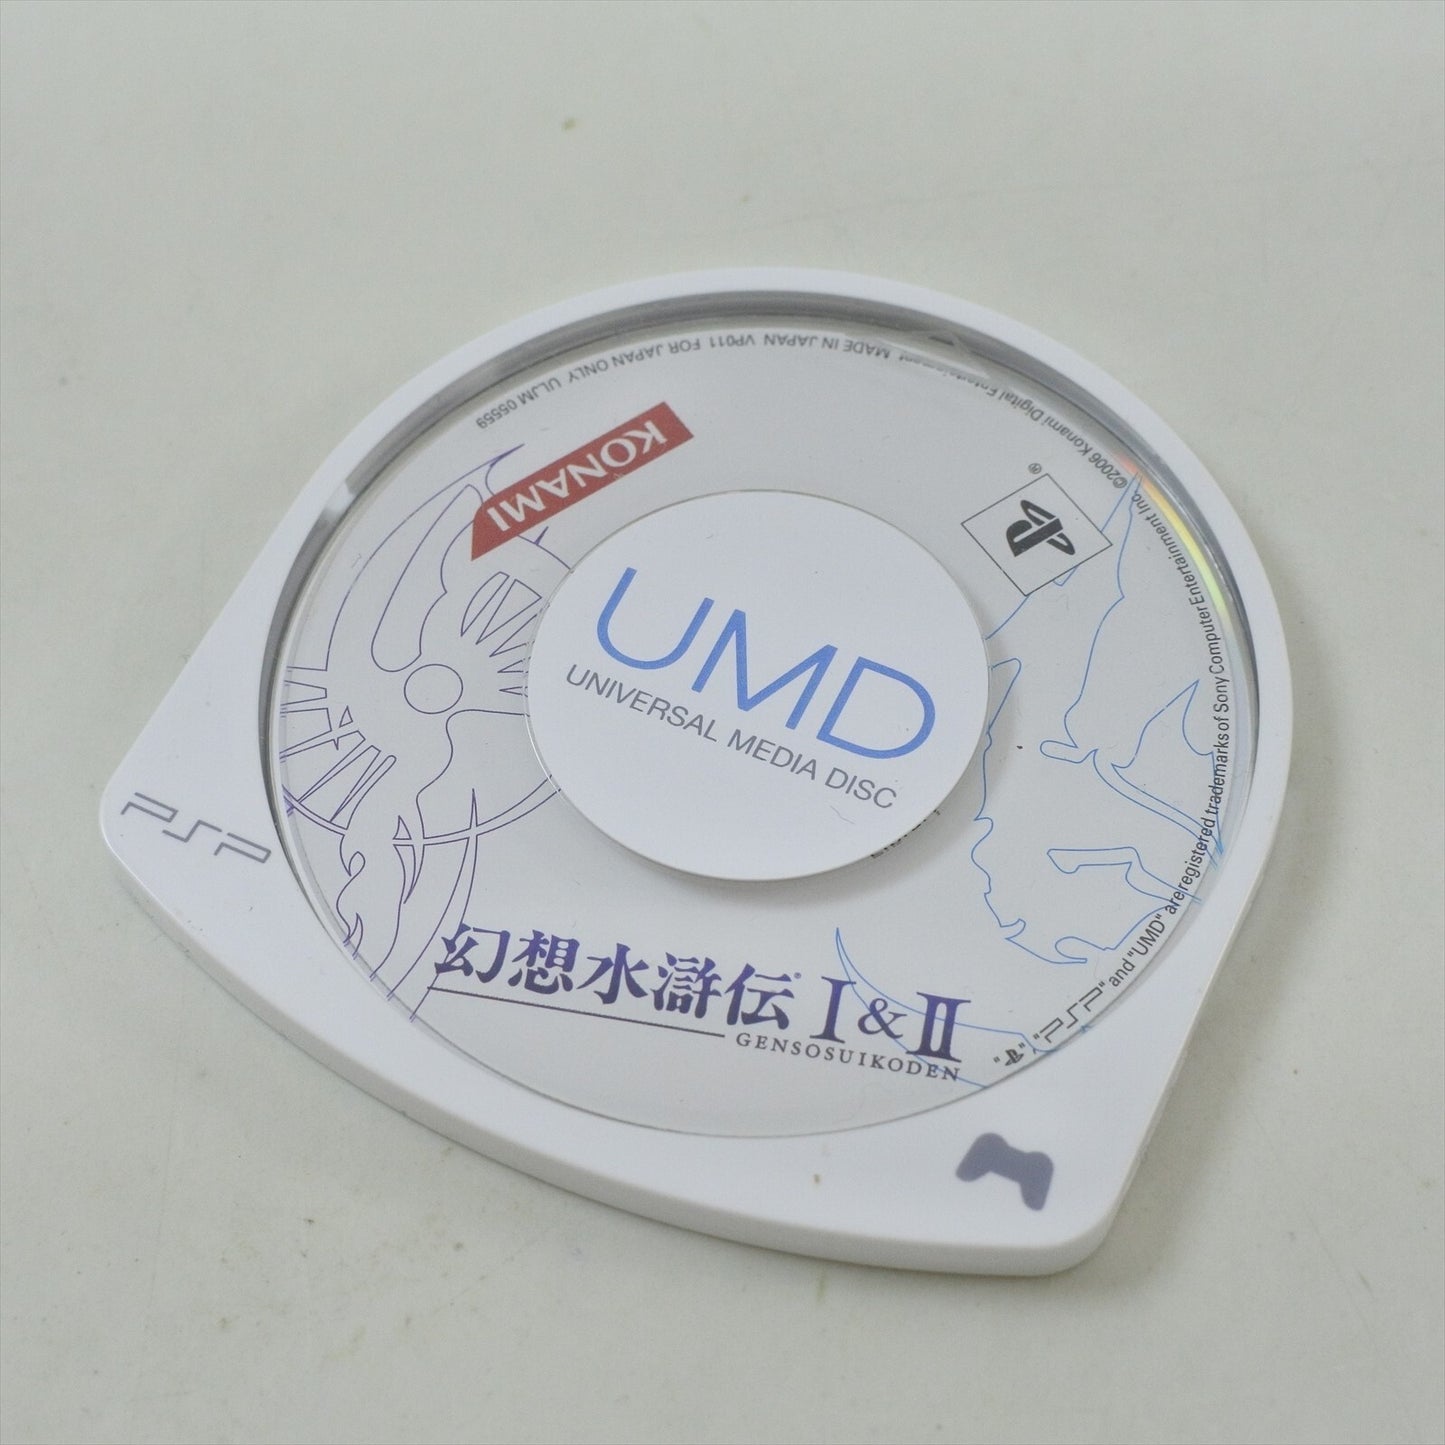 ©2006 Konami Digital Entertainment MADE IN JAPAN VP011 FOR JAPAN ONLY ULJM 05559
KONAMI
®
UMD
UNIVERSAL MEDIA DISC
PSP
幻想水滸伝 I&II
GENSOSUIKODEN
" " "PSP" and "UMD" are registered trademarks of Sony Computer Entertainment Inc.